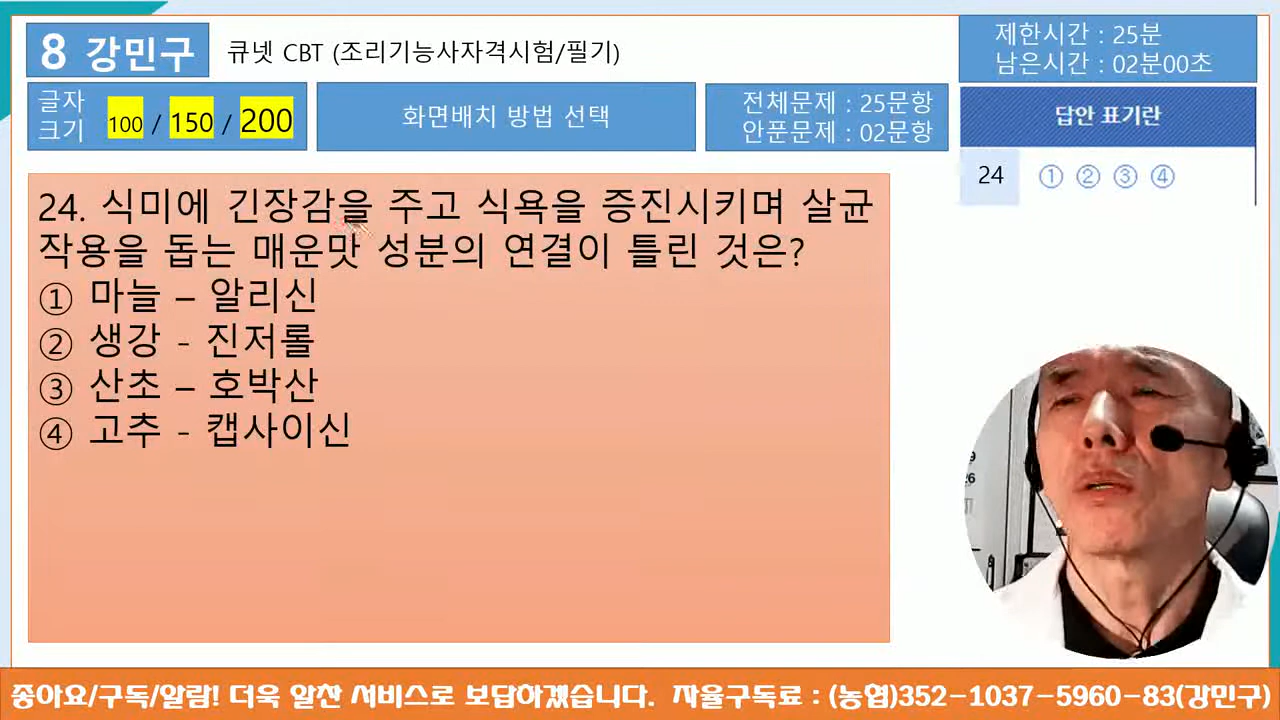 8 강민구
큐넷 CBT (조리기능사자격시험/필기)
제한시간 : 25분
남은시간 : 02분00초
글자
크기
100 / 150 / 200
화면배치 방법 선택
전체문제 : 25문항
안푼문제 : 02문항
답안 표기란
24 ① ② ③ ④
24. 식미에 긴장감을 주고 식욕을 증진시키며 살균
작용을 돕는 매운맛 성분의 연결이 틀린 것은?
① 마늘 – 알리신
② 생강 - 진저롤
③ 산초 – 호박산
④ 고추 - 캡사이신
종아요/구독/알람! 더욱 알찬 서비스로 보답하겠습니다. 자율구독료 : (농협)352-1037-5960-83(강민구)